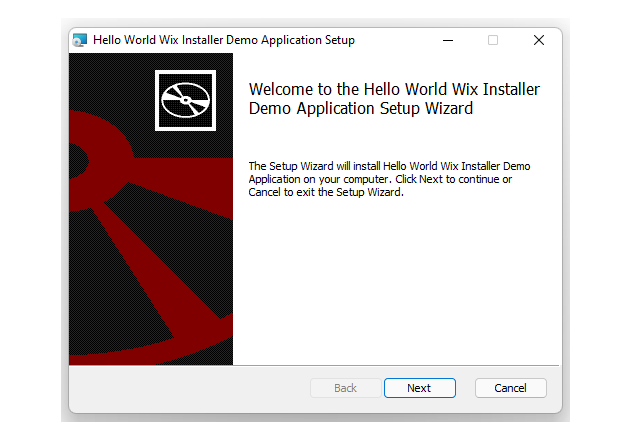 Hello World Wix Installer Demo Application Setup
Welcome to the Hello World Wix Installer
Demo Application Setup Wizard
The Setup Wizard will install Hello World Wix Installer Demo
Application on your computer. Click Next to continue or
Cancel to exit the Setup Wizard.
Back Next Cancel